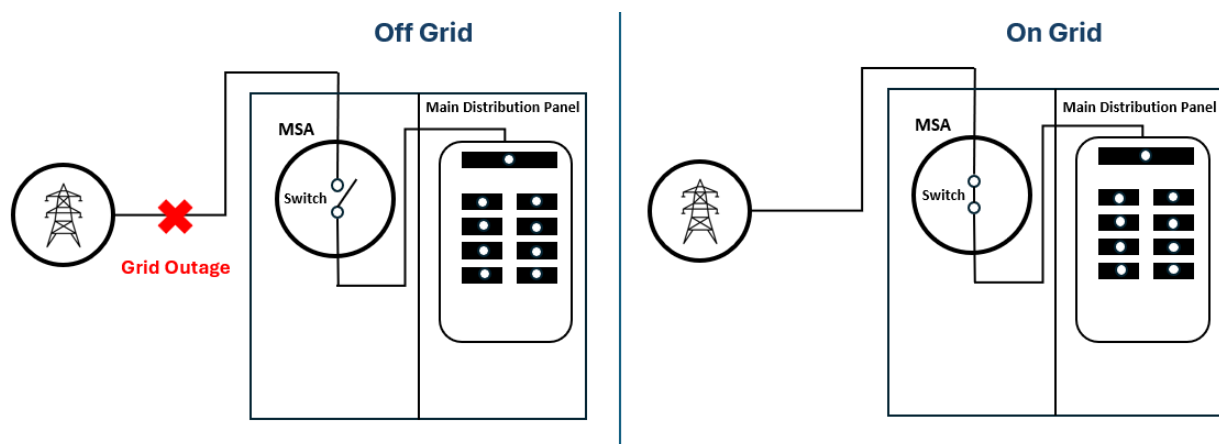 Off Grid
Main Distribution Panel
MSA
Switch
Grid Outage
On Grid
Main Distribution Panel
MSA
Switch